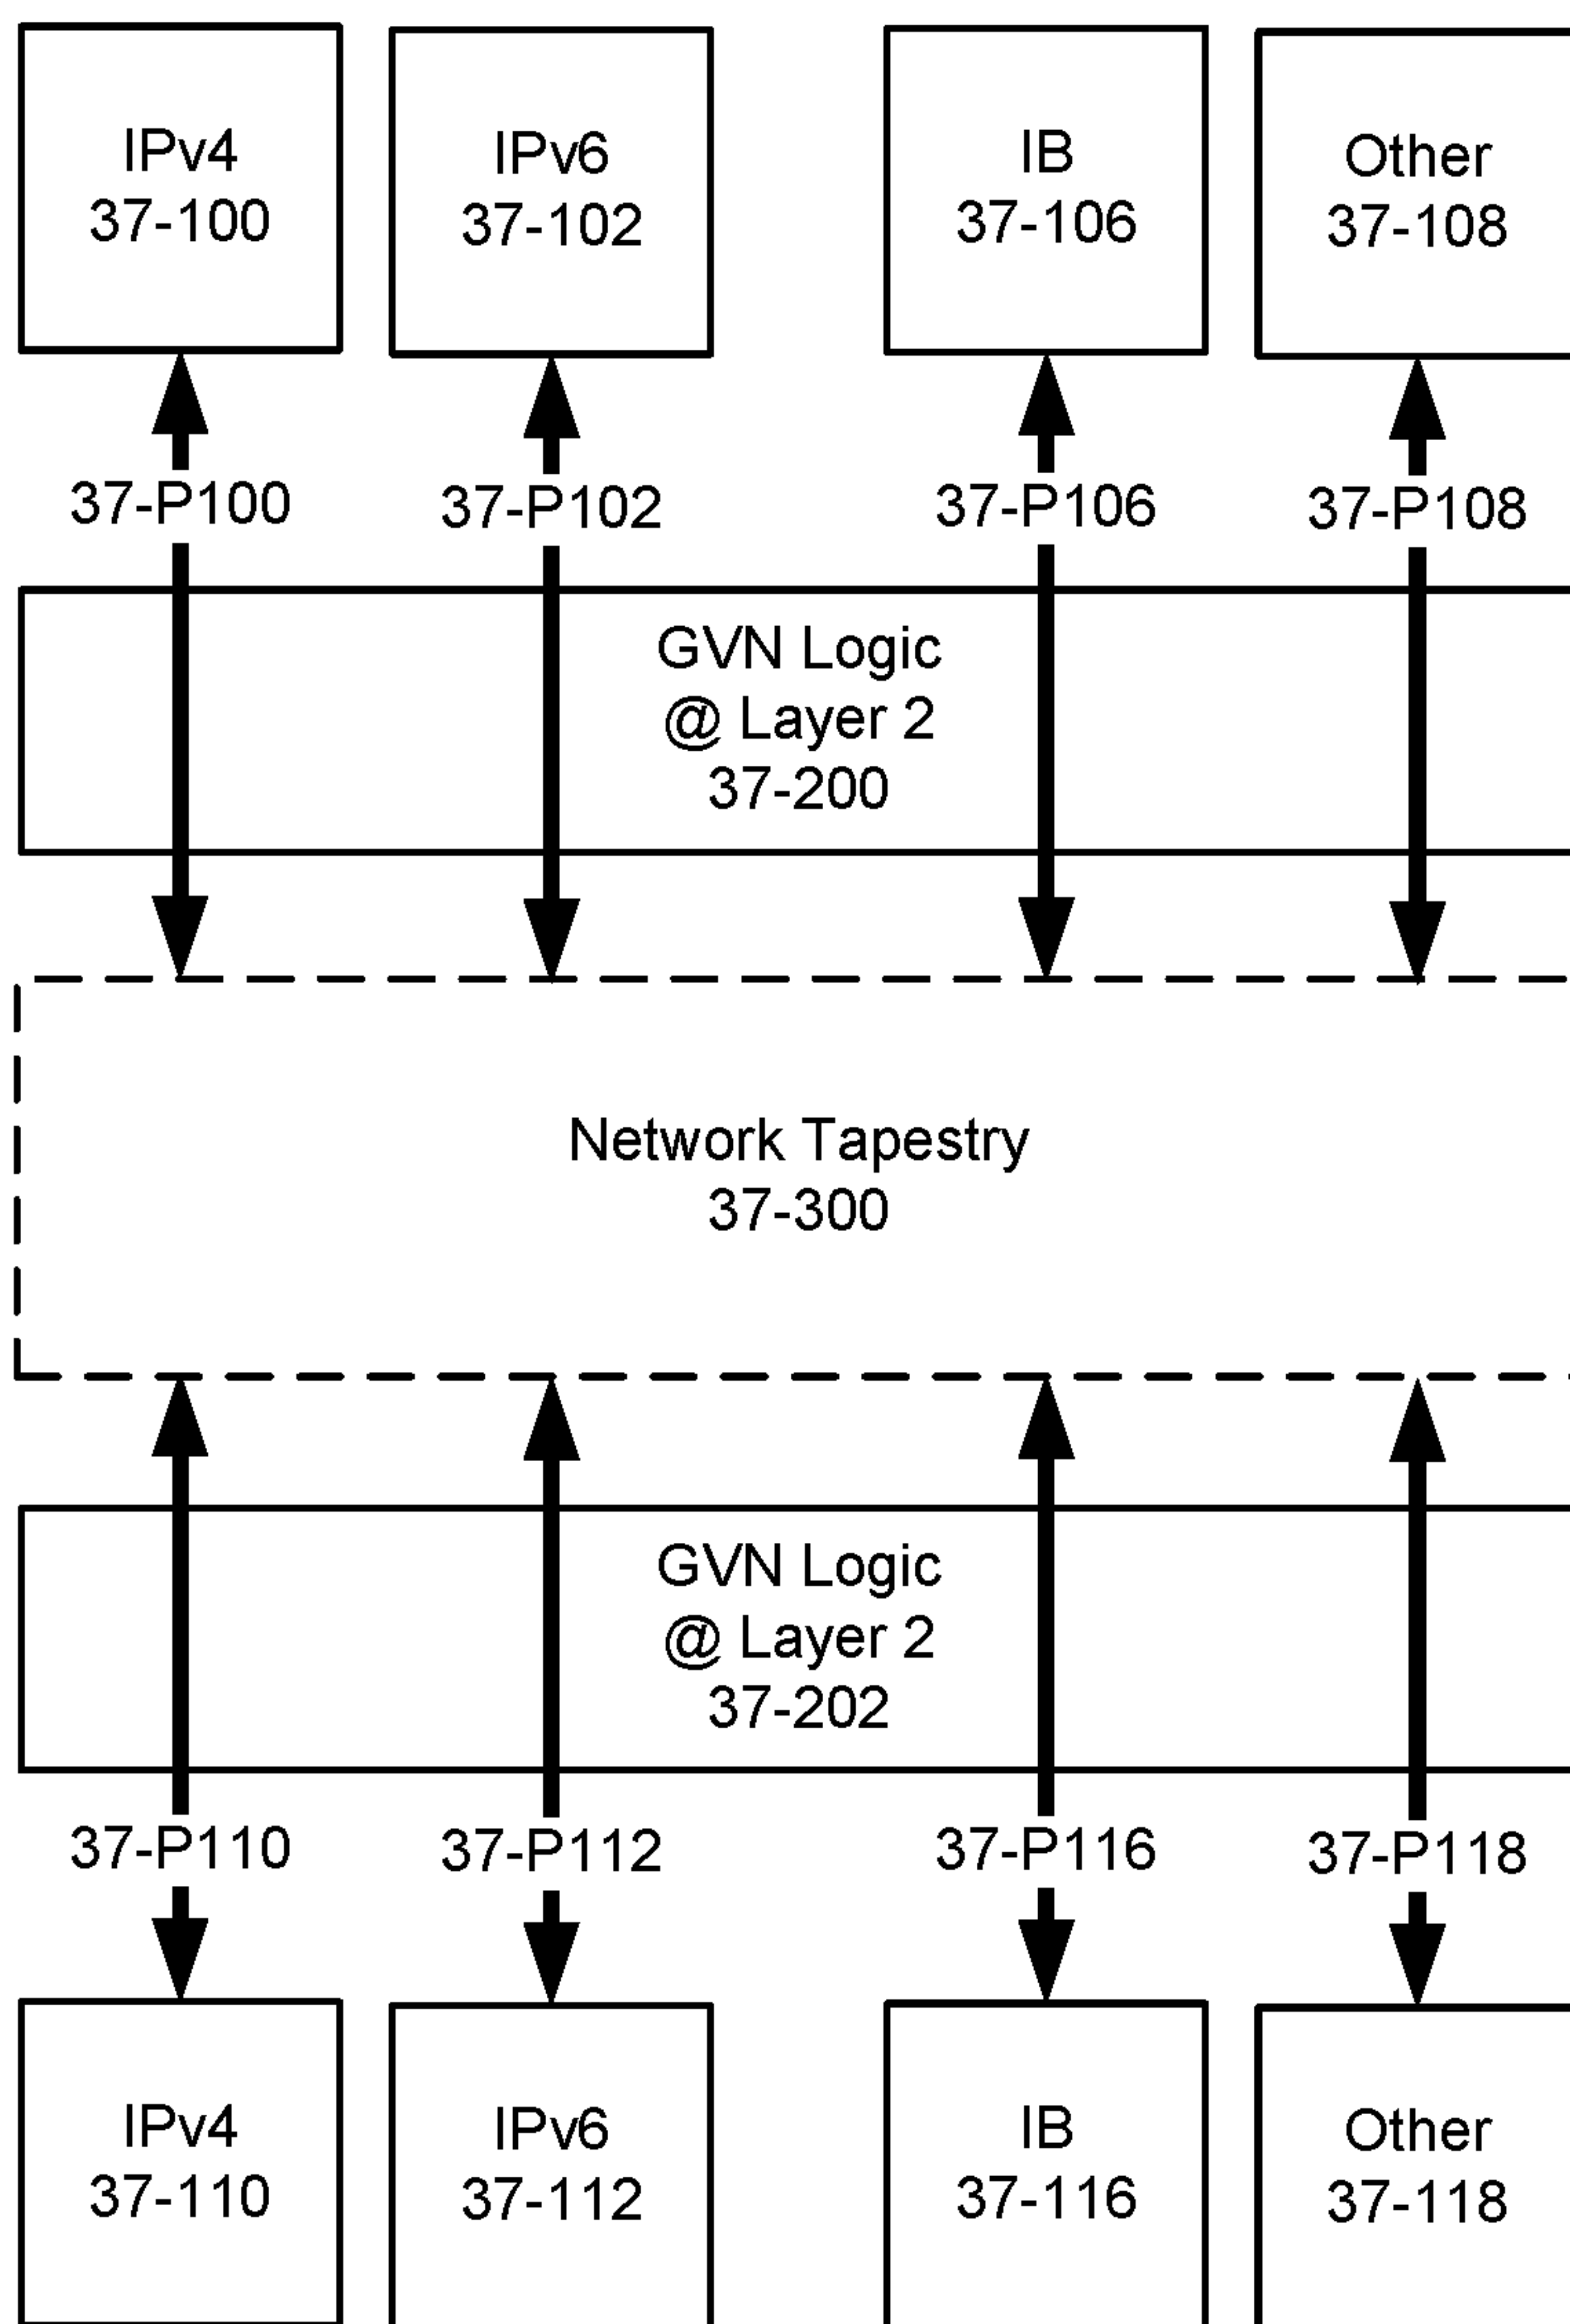 IPv4
37-100
IPv6
37-102
IB
37-106
Other
37-108
37-P100
37-P102
37-P106
37-P108
GVN Logic
@ Layer 2
37-200
Network Tapestry
37-300
GVN Logic
@ Layer 2
37-202
37-P110
37-P112
37-P116
37-P118
IPv4
37-110
IPv6
37-112
IB
37-116
Other
37-118